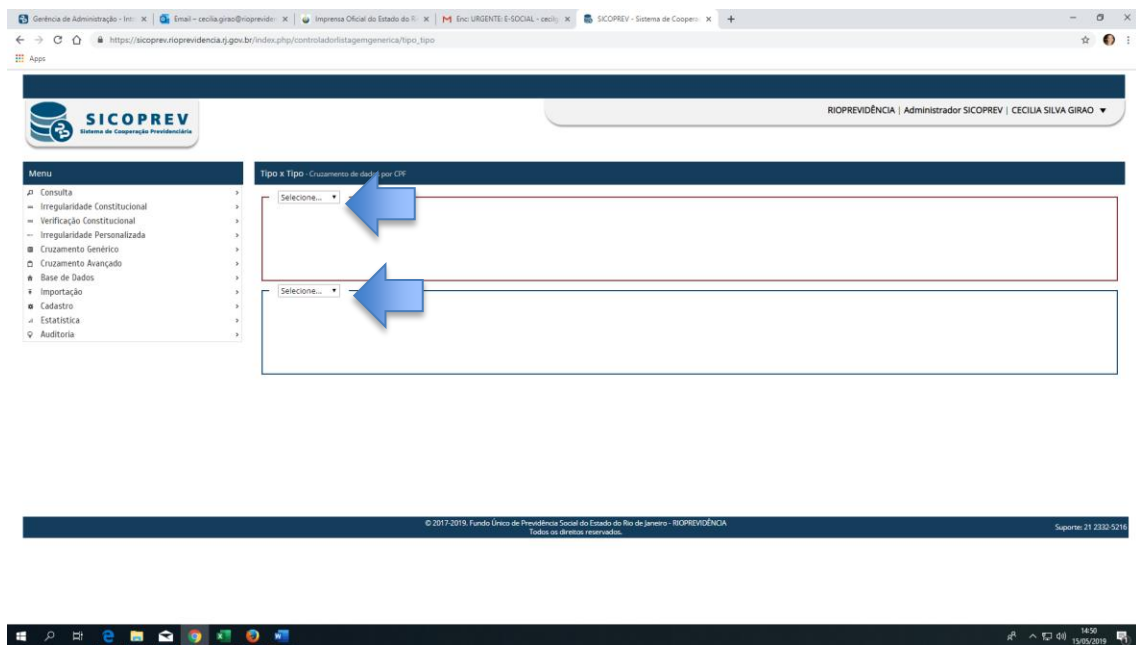 Gerência de Administração - Int
Email – cecilia.girao@rioprevider
Imprensa Oficial do Estado do R
Enc: URGENTE: E-SOCIAL - cecilia
SICOPREV - Sistema de Coopera
https://sicoprev.rioprevidencia.rj.gov.br/index.php/controladorlistagemgenerica/tipo_tipo
Apps
SICOPREV
Sistema de Cooperação Previdenciária
RIOPREVIDÊNCIA | Administrador SICOPREV | CECILIA SILVA GIRAO
Menu
Consulta
Irregularidade Constitucional
Verificação Constitucional
Irregularidade Personalizada
Cruzamento Genérico
Cruzamento Avançado
Base de Dados
Importação
Cadastro
Estatística
Auditoria
Tipo x Tipo - Cruzamento de dados por CPF
Selecione...
Selecione...
© 2017-2019. Fundo Único de Previdência Social do Estado do Rio de Janeiro - RIOPREVIDÊNCIA
Todos os direitos reservados.
Suporte: 21 2332-5216
14:50
15/05/2019